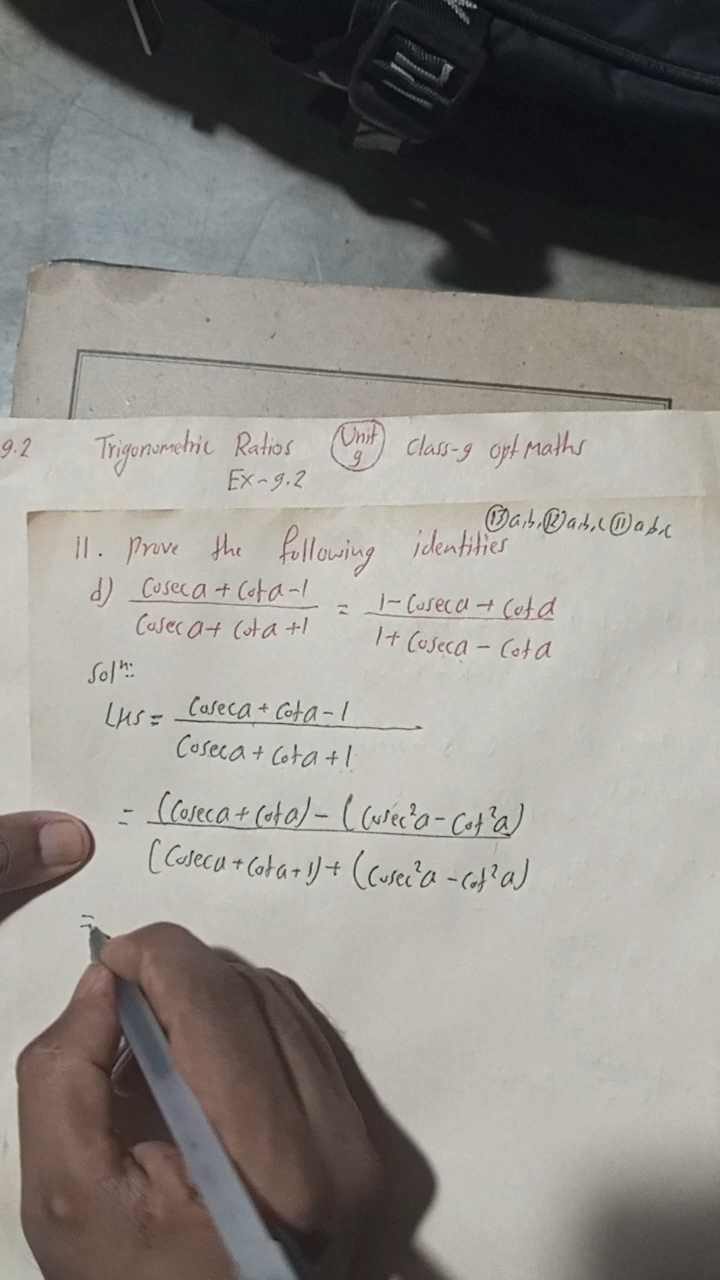 9.2 Trigonometric Ratios Unit 9 Class-9 opt Maths
Ex-9.2
(13)a,b,(12)a,b,c(11)a,b,c
11. Prove the following identities
d) Coseca + Cota-1 / Coseca + Cota +1 = 1-Coseca + Cota / 1+ Coseca - Cota
Solⁿ:
LHS = Coseca + Cota - 1 / Coseca + Cota + 1
= (Coseca + Cota) - (Cosec²a - Cot²a) / (Coseca + Cota + 1) + (Cosec²a - Cot²a)
=